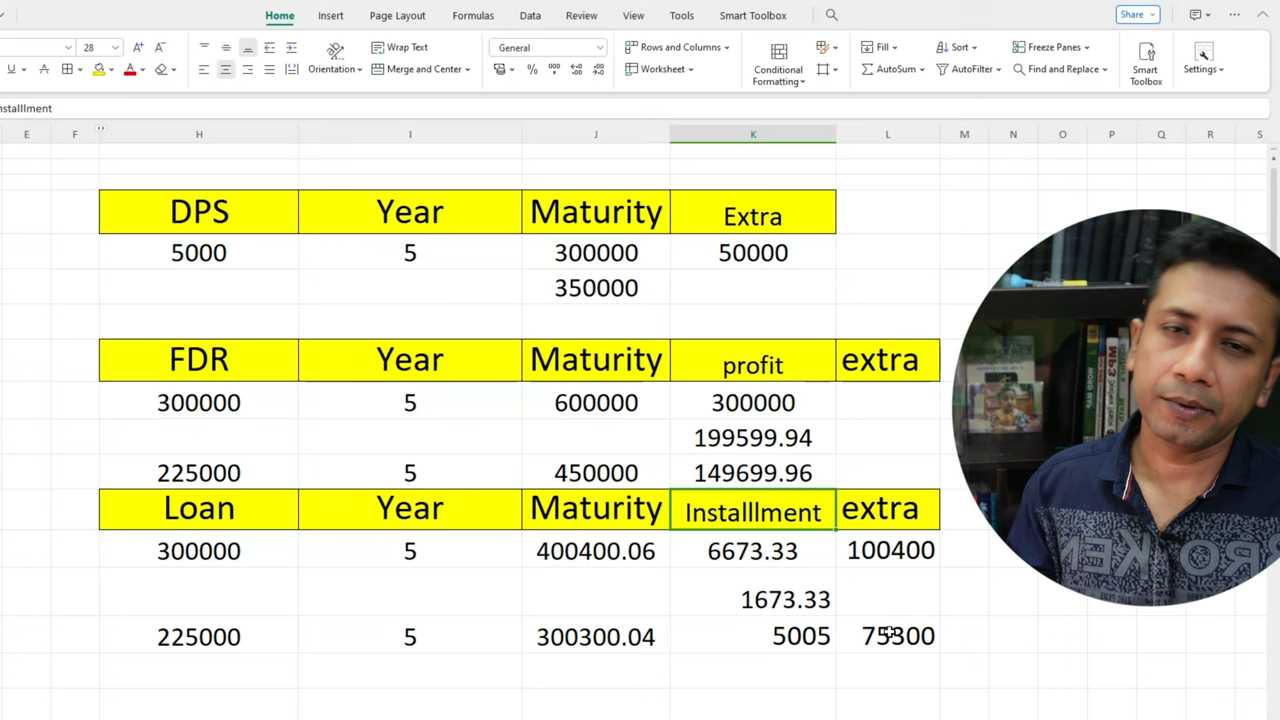 Home Insert Page Layout Formulas Data Review View Tools Smart Toolbox Share
28 Wrap Text General Rows and Columns Fill Sort Freeze Panes
U A A Orientation Merge and Center % Worksheet Conditional Formatting AutoSum AutoFilter Find and Replace Smart Toolbox Settings
nstalllment
E F H I J K L M N O P Q R S
DPS Year Maturity Extra
5000 5 300000 50000
350000
FDR Year Maturity profit extra
300000 5 600000 300000
199599.94
225000 5 450000 149699.96
Loan Year Maturity Installlment extra
300000 5 400400.06 6673.33 100400
1673.33
225000 5 300300.04 5005 75300